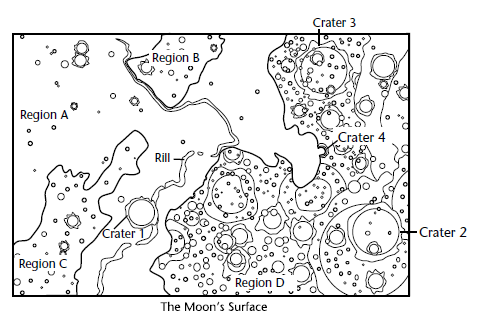 Crater 3
Region B
Region A
Crater 4
Rill
Crater 1
Crater 2
Region C
Region D
The Moon's Surface